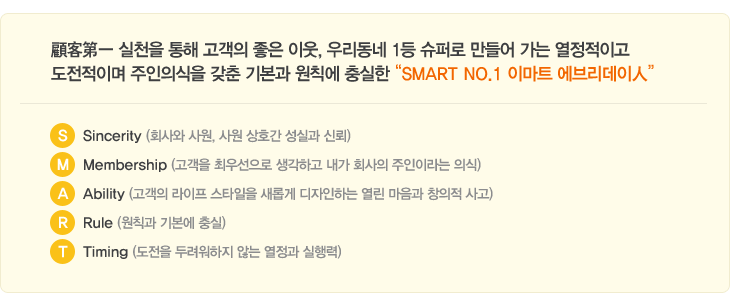 顧客第一 실천을 통해 고객의 좋은 이웃, 우리동네 1등 슈퍼로 만들어 가는 열정적이고
도전적이며 주인의식을 갖춘 기본과 원칙에 충실한 “SMART NO.1 이마트 에브리데이人”
S Sincerity (회사와 사원, 사원 상호간 성실과 신뢰)
M Membership (고객을 최우선으로 생각하고 내가 회사의 주인이라는 의식)
A Ability (고객의 라이프 스타일을 새롭게 디자인하는 열린 마음과 창의적 사고)
R Rule (원칙과 기본에 충실)
T Timing (도전을 두려워하지 않는 열정과 실행력)